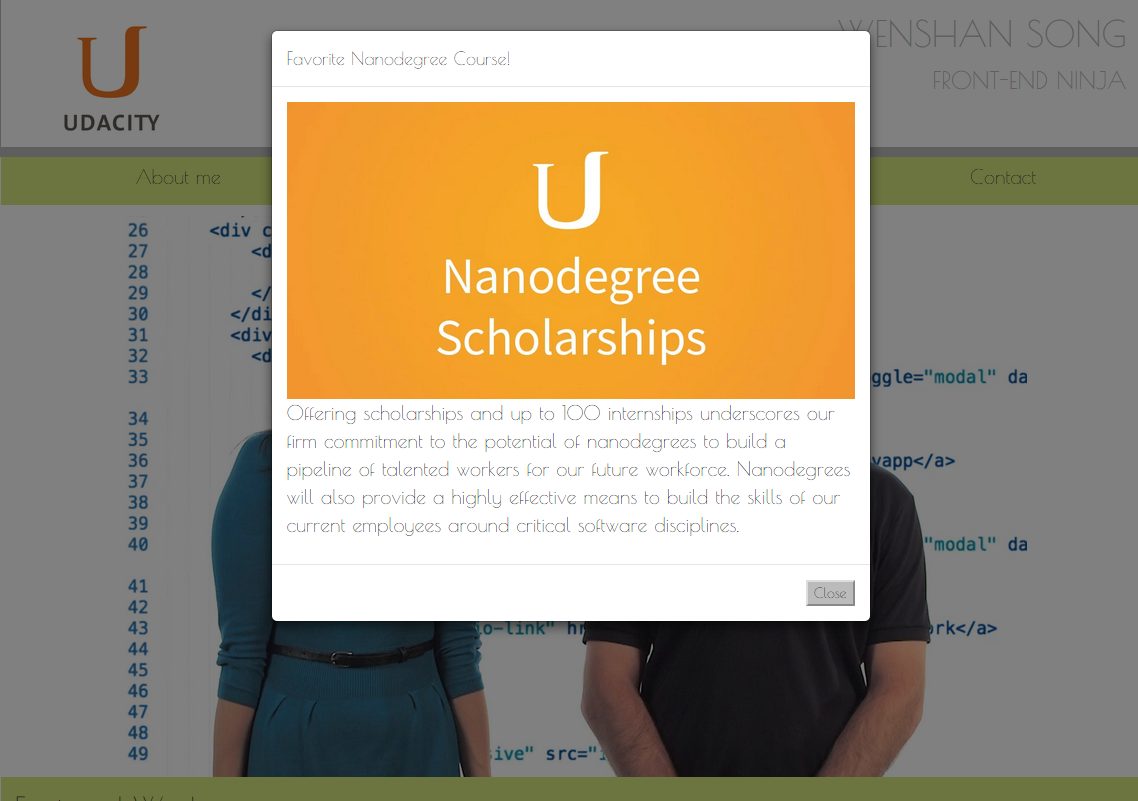 UDACITY
WENSHAN SONG
FRONT-END NINJA
About me
Contact
Favorite Nanodegree Course!
Nanodegree
Scholarships
Offering scholarships and up to 100 internships underscores our
firm commitment to the potential of nanodegrees to build a
pipeline of talented workers for our future workforce. Nanodegrees
will also provide a highly effective means to build the skills of our
current employees around critical software disciplines.
Close
26 <div c
27 <d
28
29 </
30 </di
31 <div
32 <d
33 ggle="modal" da
34
35
36 vapp</a>
37
38
39
40 "modal" da
41
42
43 io-link" h rk</a>
44
45
46
47
48
49 sive" src="